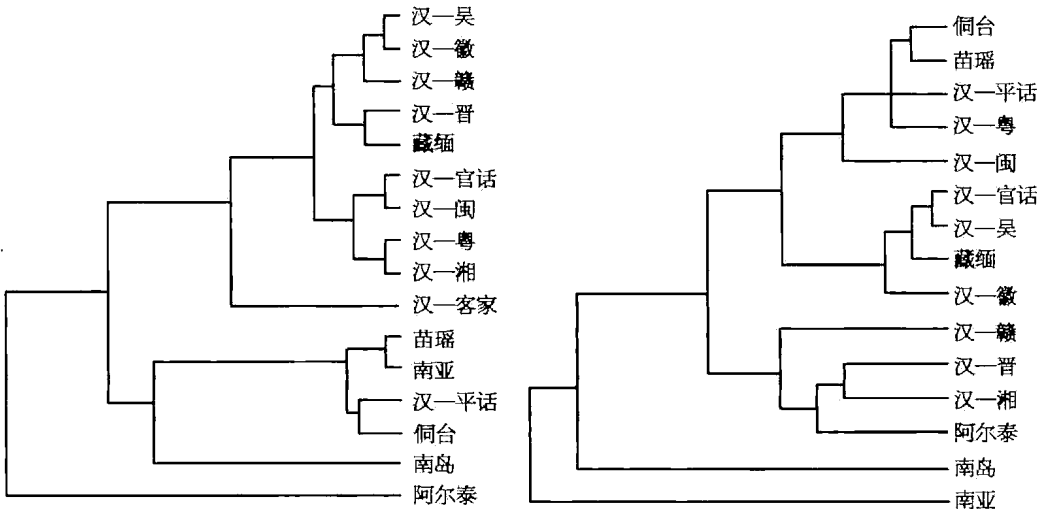 汉—吴
汉—徽
汉—赣
汉—晋
藏缅
汉—官话
汉—闽
汉—粤
汉—湘
汉—客家
苗瑶
南亚
汉—平话
侗台
南岛
阿尔泰
侗台
苗瑶
汉—平话
汉—粤
汉—闽
汉—官话
汉—吴
藏缅
汉—徽
汉—赣
汉—晋
汉—湘
阿尔泰
南岛
南亚